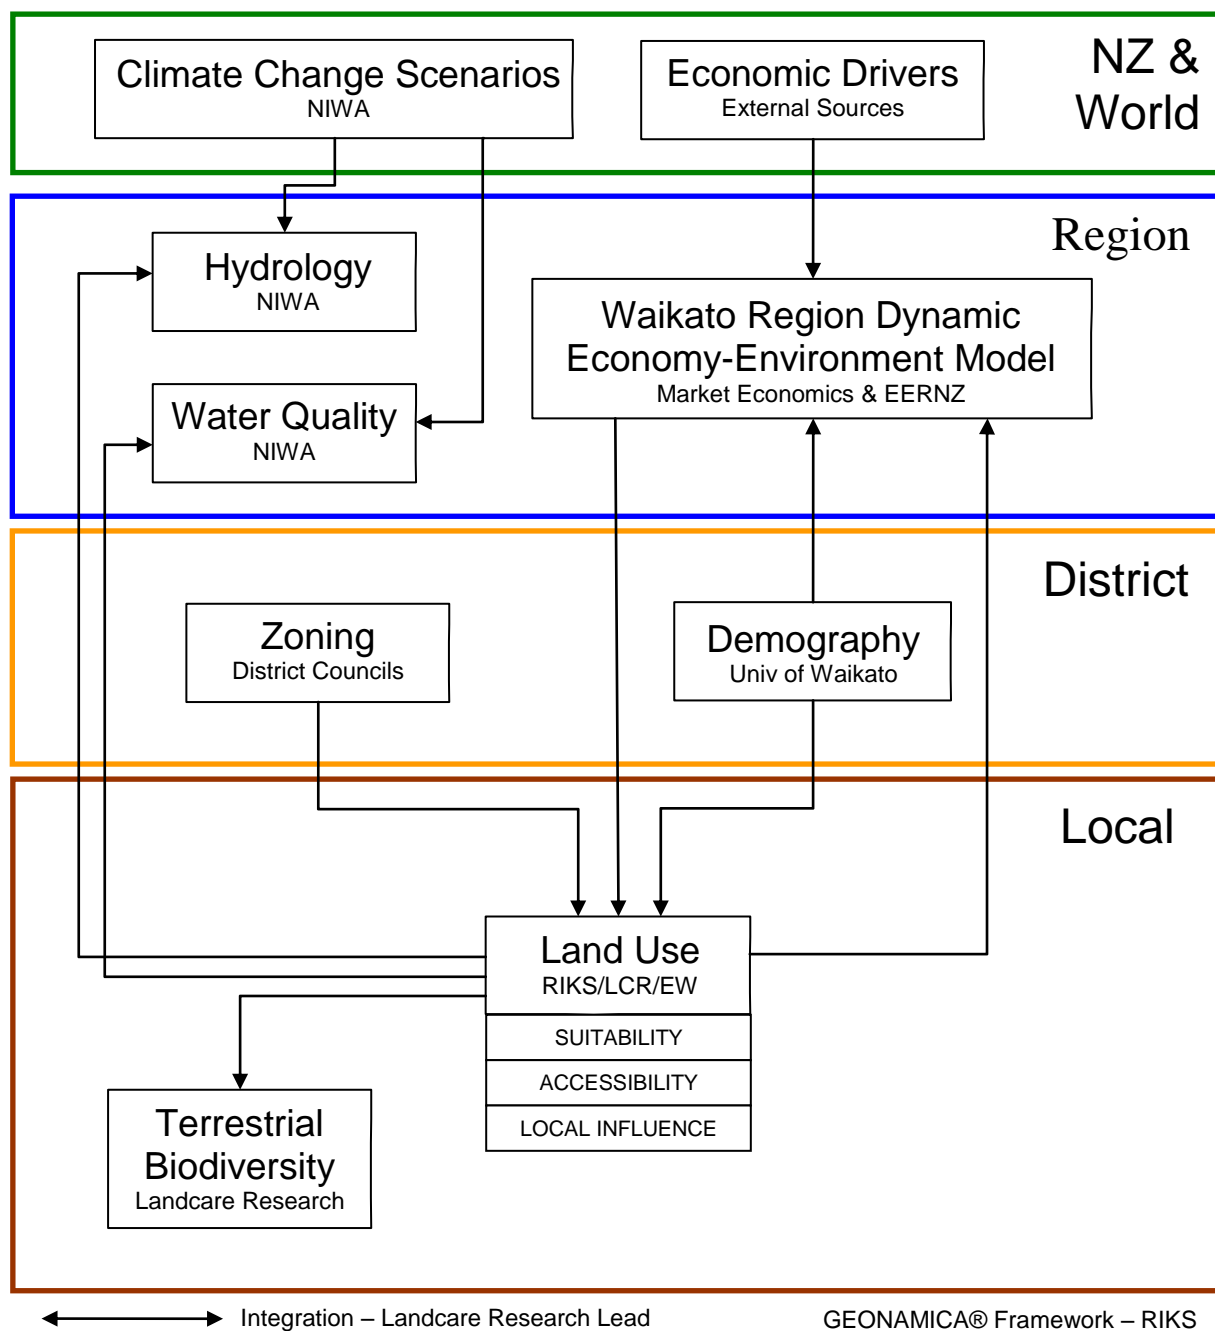 Climate Change Scenarios
NIWA
Economic Drivers
External Sources
NZ &
World
Region
Hydrology
NIWA
Waikato Region Dynamic
Economy-Environment Model
Market Economics & EERNZ
Water Quality
NIWA
District
Zoning
District Councils
Demography
Univ of Waikato
Local
Land Use
RIKS/LCR/EW
SUITABILITY
ACCESSIBILITY
LOCAL INFLUENCE
Terrestrial
Biodiversity
Landcare Research
Integration – Landcare Research Lead
GEONAMICA® Framework – RIKS